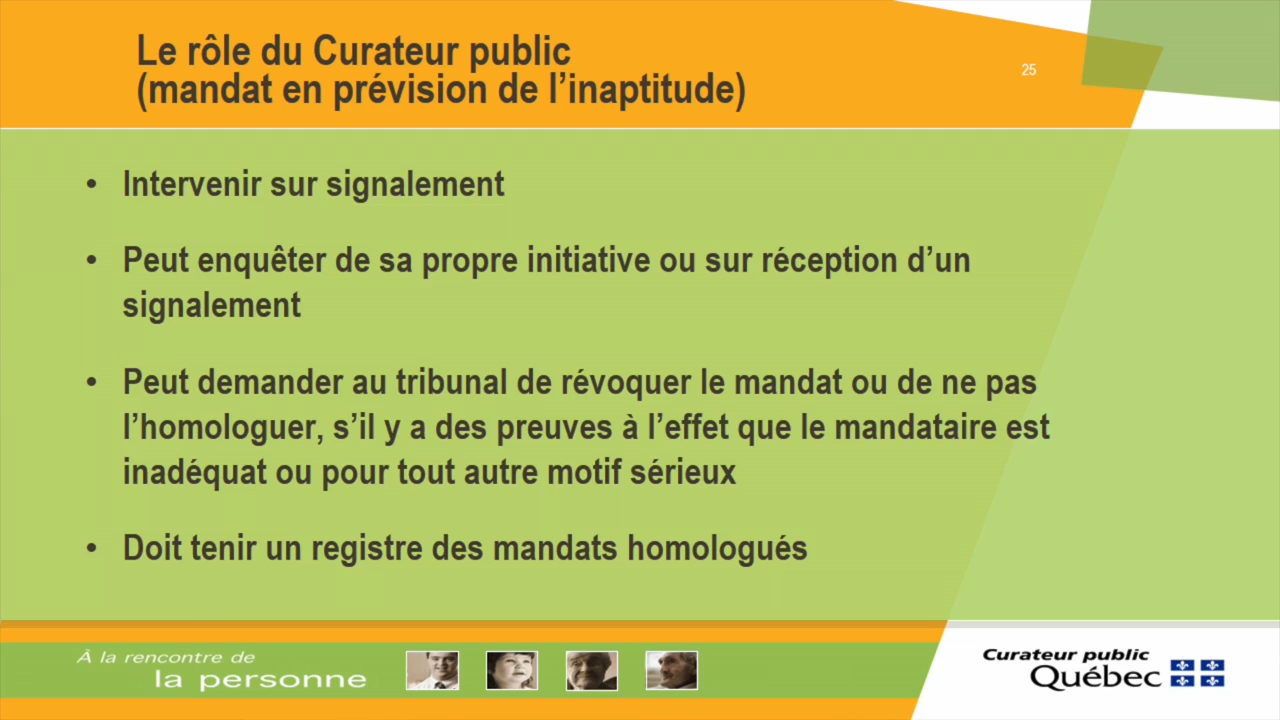 Le rôle du Curateur public
(mandat en prévision de l’inaptitude)
25
• Intervenir sur signalement
• Peut enquêter de sa propre initiative ou sur réception d’un
signalement
• Peut demander au tribunal de révoquer le mandat ou de ne pas
l’homologuer, s’il y a des preuves à l’effet que le mandataire est
inadéquat ou pour tout autre motif sérieux
• Doit tenir un registre des mandats homologués
À la rencontre de
la personne
Curateur public
Québec